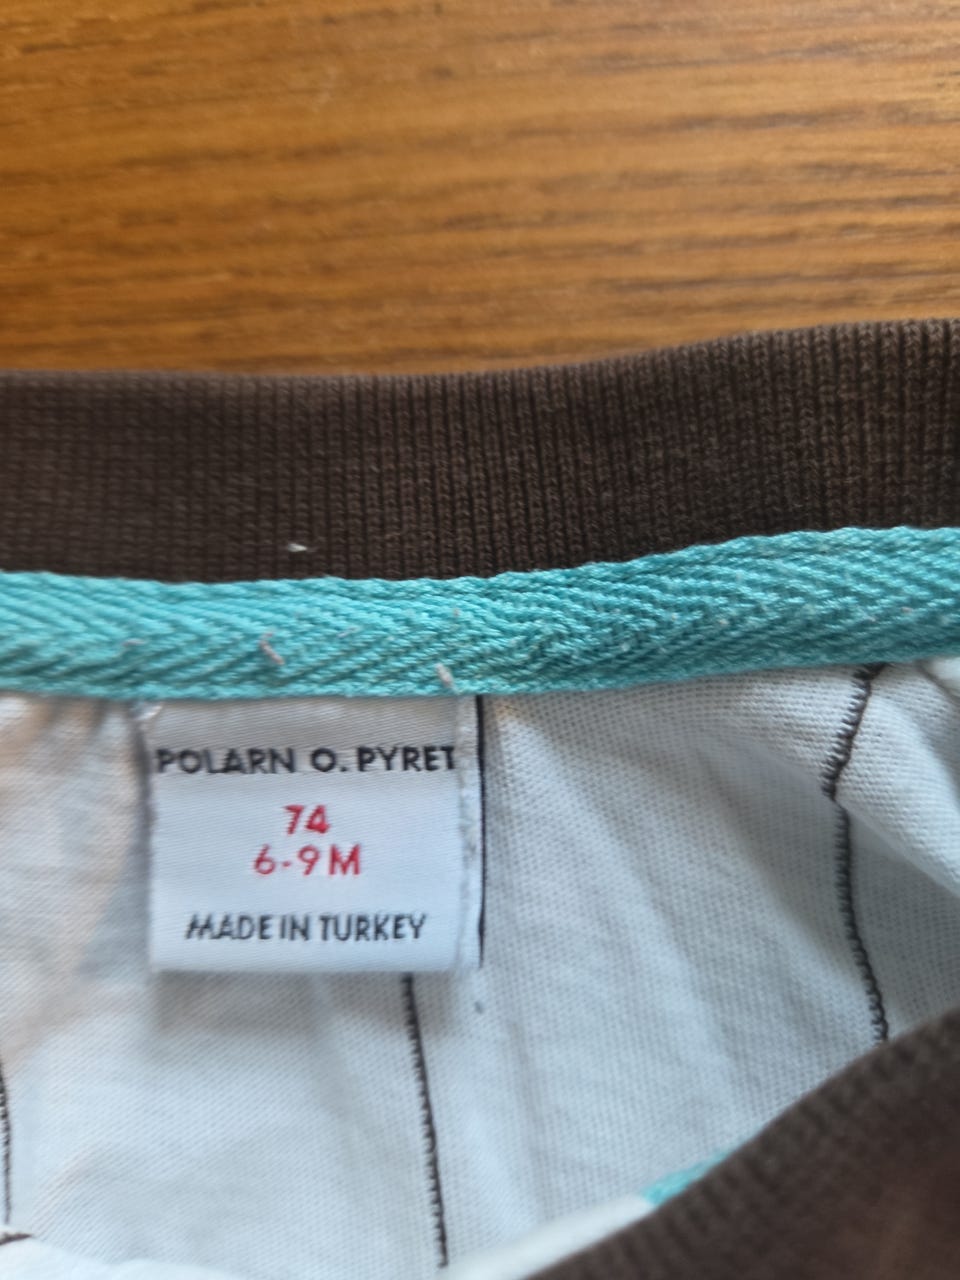 POLARN O. PYRET
74
6-9M
MADE IN TURKEY